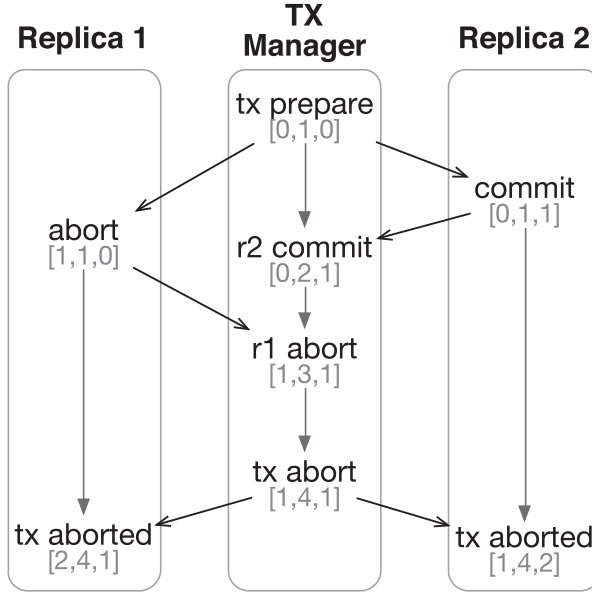 Replica 1
TX
Manager
Replica 2
tx prepare
[0,1,0]
commit
[0,1,1]
abort
[1,1,0]
r2 commit
[0,2,1]
r1 abort
[1,3,1]
tx abort
[1,4,1]
tx aborted
[2,4,1]
tx aborted
[1,4,2]